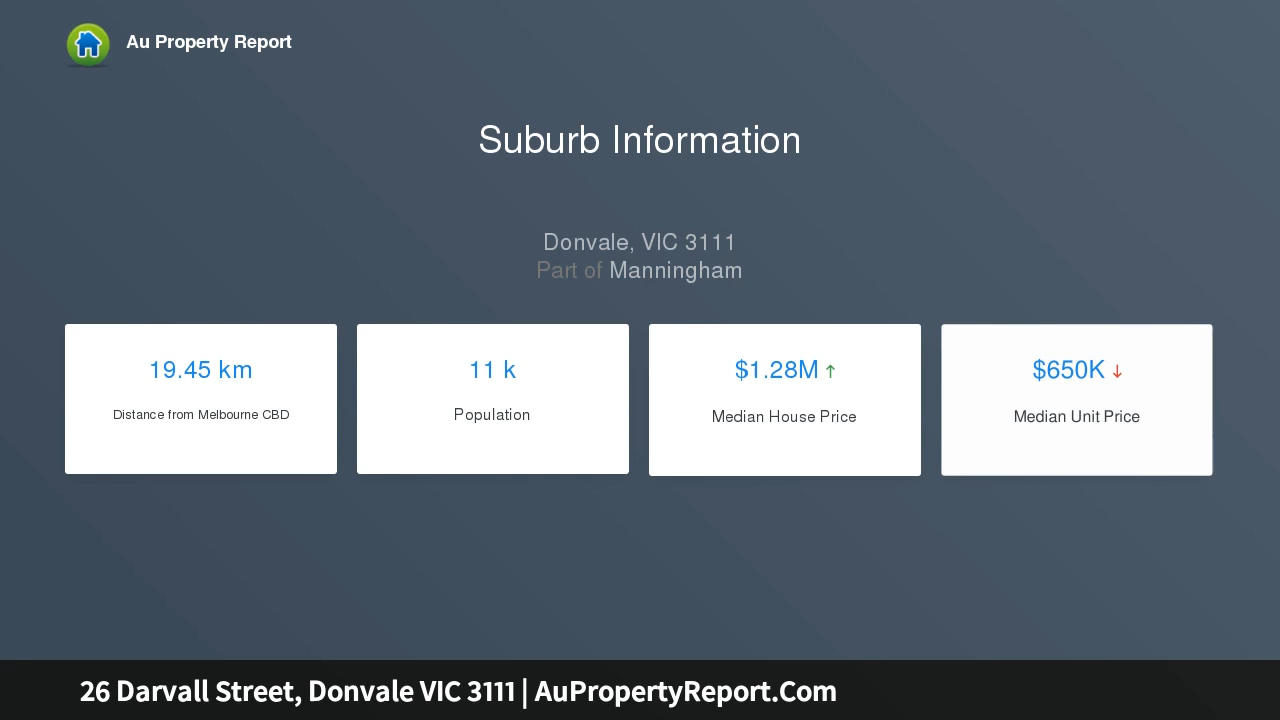 Au Property Report
Suburb Information
Donvale, VIC 3111
Part of Manningham
19.45 km
Distance from Melbourne CBD
11 k
Population
$1.28M ↑
Median House Price
$650K ↓
Median Unit Price
26 Darvall Street, Donvale VIC 3111 | AuPropertyReport.Com